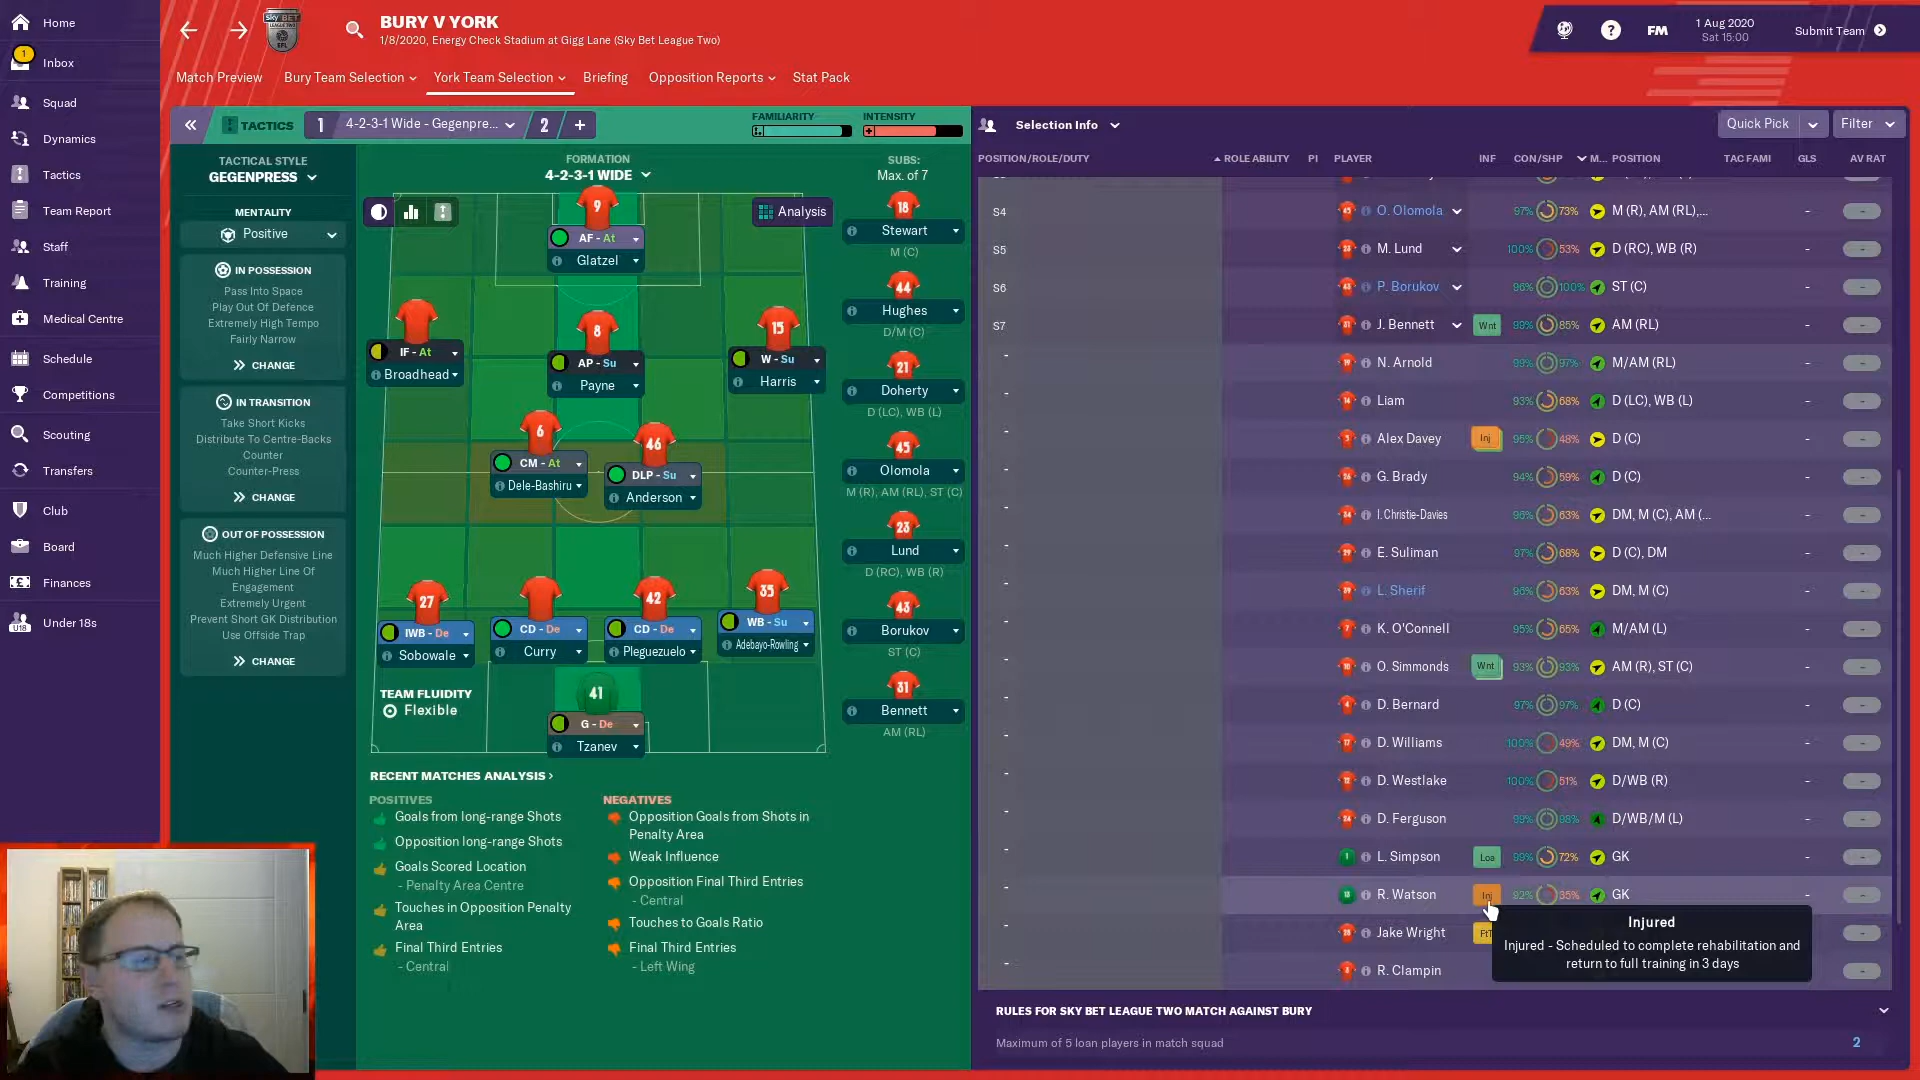 Home
1
Inbox
Squad
Dynamics
Tactics
Team Report
Staff
Training
Medical Centre
Schedule
Competitions
Scouting
Transfers
Club
Board
Finances
Under 18s
sky BET
EFL
BURY V YORK
1/8/2020, Energy Check Stadium at Gigg Lane (Sky Bet League Two)
FM
1 Aug 2020
Sat 15:00
Submit Team
Match Preview
Bury Team Selection
York Team Selection
Briefing
Opposition Reports
Stat Pack
TACTICS
1
4-2-3-1 Wide - Gegenpre...
2
+
FAMILIARITY
INTENSITY
TACTICAL STYLE
GEGENPRESS
MENTALITY
Positive
IN POSSESSION
Pass Into Space
Play Out Of Defence
Extremely High Tempo
Fairly Narrow
CHANGE
IN TRANSITION
Take Short Kicks
Distribute To Centre-Backs
Counter
Counter-Press
CHANGE
OUT OF POSSESSION
Much Higher Defensive Line
Much Higher Line Of
Engagement
Extremely Urgent
Prevent Short GK Distribution
Use Offside Trap
CHANGE
FORMATION
4-2-3-1 WIDE
Analysis
9
AF - At
Glatzel
IF - At
Broadhead
8
AP - Su
Payne
15
W - Su
Harris
6
CM - At
Dele-Bashiru
46
DLP - Su
Anderson
27
IWB - De
Sobowale
CD - De
Curry
42
CD - De
Pleguezuelo
35
WB - Su
Adebayo-Rowling
41
G - De
Tzanev
TEAM FLUIDITY
Flexible
SUBS:
Max. of 7
18
Stewart
M (C)
44
Hughes
D/M (C)
21
Doherty
D (LC), WB (L)
45
Olomola
M (R), AM (RL), ST (C)
23
Lund
D (RC), WB (R)
43
Borukov
ST (C)
31
Bennett
AM (RL)
RECENT MATCHES ANALYSIS ›
POSITIVES
Goals from long-range Shots
Opposition long-range Shots
Goals Scored Location
- Penalty Area Centre
Touches in Opposition Penalty
Area
Final Third Entries
- Central
NEGATIVES
Opposition Goals from Shots in
Penalty Area
Weak Influence
Opposition Final Third Entries
- Central
Touches to Goals Ratio
Final Third Entries
- Left Wing
Selection Info
Quick Pick
Filter
POSITION/ROLE/DUTY ROLE ABILITY PI PLAYER INF CON/SHP M... POSITION TAC FAMI GLS AV RAT
S4 O. Olomola 97% 73% M (R), AM (RL),... - -
S5 M. Lund 100% 53% D (RC), WB (R) - -
S6 P. Borukov 96% 100% ST (C) - -
S7 J. Bennett Wnt 99% 85% AM (RL) - -
- N. Arnold 99% 97% M/AM (RL) - -
- Liam 93% 68% D (LC), WB (L) - -
- Alex Davey Inj 95% 48% D (C) - -
- G. Brady 94% 59% D (C) - -
- I. Christie-Davies 96% 63% DM, M (C), AM (... - -
- E. Suliman 97% 68% D (C), DM - -
- L. Sherif 96% 63% DM, M (C) - -
- K. O'Connell 95% 65% M/AM (L) - -
- O. Simmonds Wnt 93% 93% AM (R), ST (C) - -
- D. Bernard 97% 97% D (C) - -
- D. Williams 100% 49% DM, M (C) - -
- D. Westlake 100% 51% D/WB (R) - -
- D. Ferguson 99% 98% D/WB/M (L) - -
- L. Simpson Loa 99% 72% GK - -
- R. Watson Inj 92% 35% GK - -
- Jake Wright FtT -
- R. Clampin -
Injured
Injured - Scheduled to complete rehabilitation and
return to full training in 3 days
RULES FOR SKY BET LEAGUE TWO MATCH AGAINST BURY
Maximum of 5 loan players in match squad 2